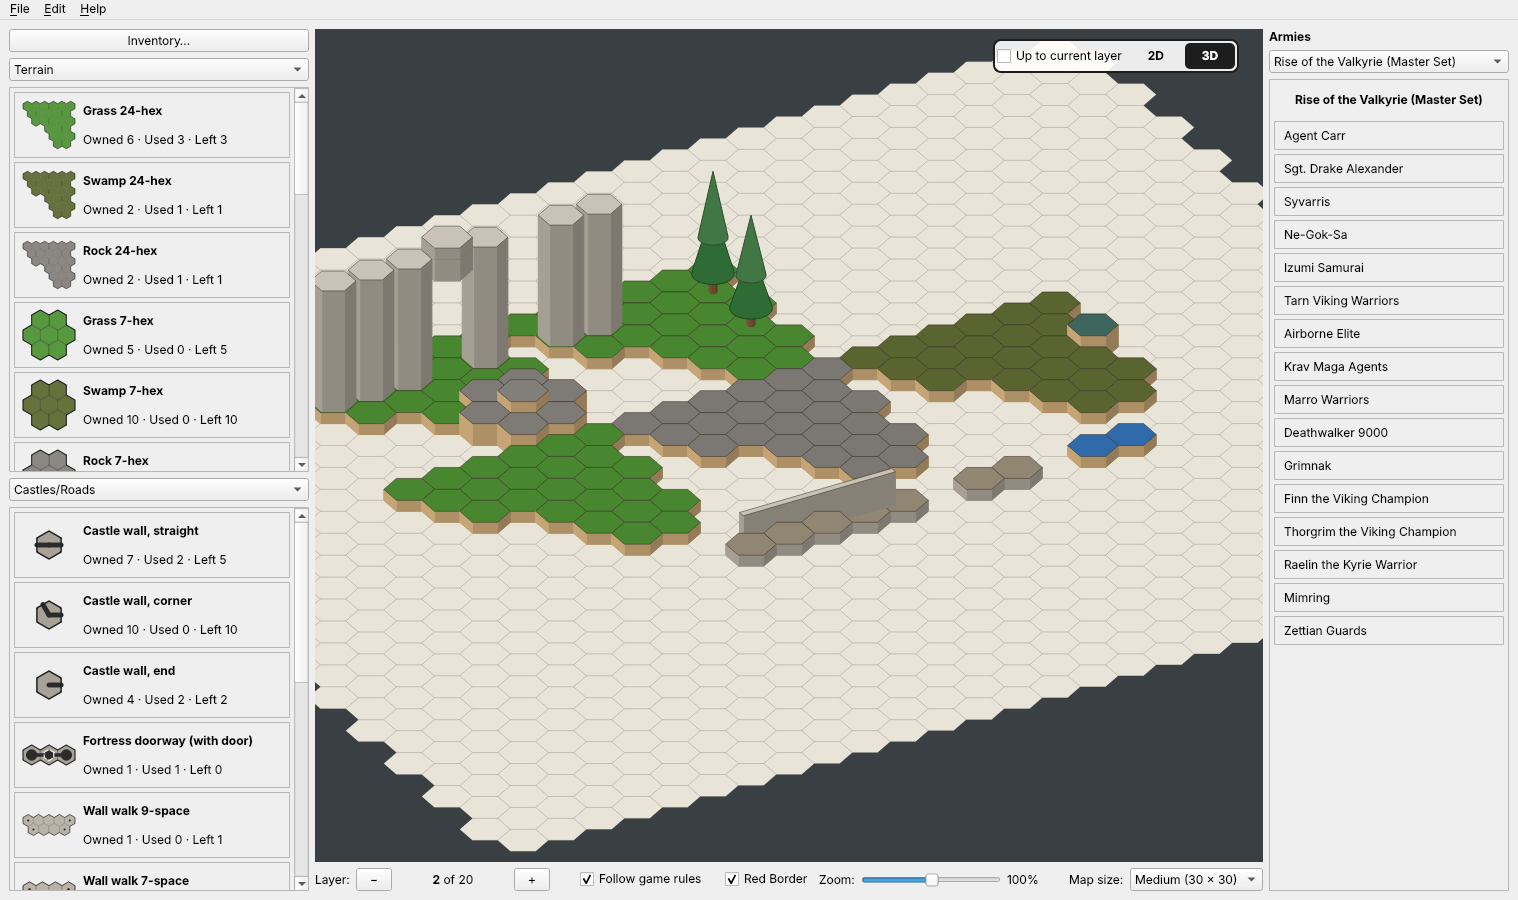 File Edit Help
Inventory...
Terrain
Grass 24-hex
Owned 6 · Used 3 · Left 3
Swamp 24-hex
Owned 2 · Used 1 · Left 1
Rock 24-hex
Owned 2 · Used 1 · Left 1
Grass 7-hex
Owned 5 · Used 0 · Left 5
Swamp 7-hex
Owned 10 · Used 0 · Left 10
Rock 7-hex
Castles/Roads
Castle wall, straight
Owned 7 · Used 2 · Left 5
Castle wall, corner
Owned 10 · Used 0 · Left 10
Castle wall, end
Owned 4 · Used 2 · Left 2
Fortress doorway (with door)
Owned 1 · Used 1 · Left 0
Wall walk 9-space
Owned 1 · Used 0 · Left 1
Wall walk 7-space
Up to current layer 2D 3D
Layer: − 2 of 20 + Follow game rules Red Border Zoom: 100% Map size: Medium (30 × 30)
Armies
Rise of the Valkyrie (Master Set)
Rise of the Valkyrie (Master Set)
Agent Carr
Sgt. Drake Alexander
Syvarris
Ne-Gok-Sa
Izumi Samurai
Tarn Viking Warriors
Airborne Elite
Krav Maga Agents
Marro Warriors
Deathwalker 9000
Grimnak
Finn the Viking Champion
Thorgrim the Viking Champion
Raelin the Kyrie Warrior
Mimring
Zettian Guards